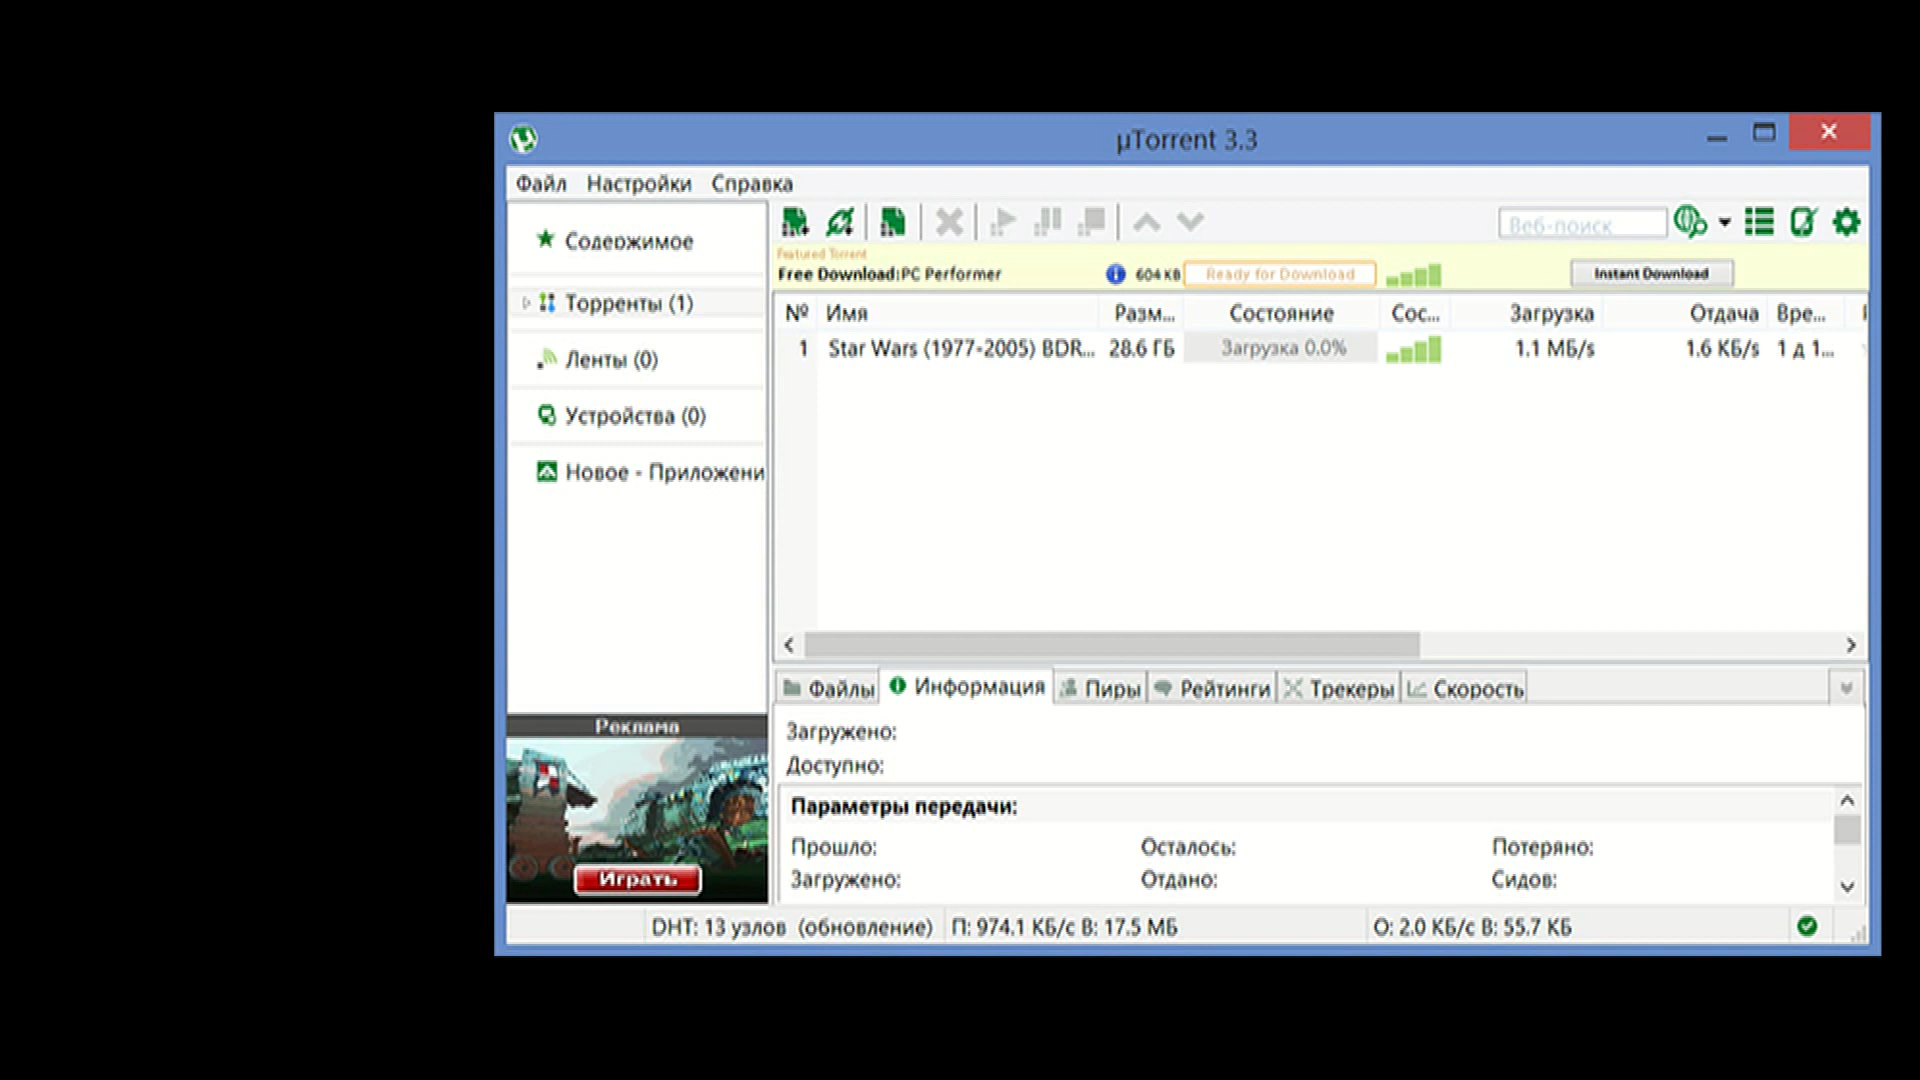 µTorrent 3.3
Файл Настройки Справка
Содержимое
Торренты (1)
Ленты (0)
Устройства (0)
Новое - Приложени
Веб-поиск
Featured Torrent
Free Download:PC Performer 604 KB Ready for Download Instant Download
№ Имя Разм... Состояние Сос... Загрузка Отдача Вре...
1 Star Wars (1977-2005) BDR... 28.6 ГБ Загрузка 0.0% 1.1 МБ/s 1.6 КБ/s 1 д 1...
Реклама
Играть
Файлы Информация Пиры Рейтинги Трекеры Скорость
Загружено:
Доступно:
Параметры передачи:
Прошло: Осталось: Потеряно:
Загружено: Отдано: Сидов:
DHT: 13 узлов (обновление) П: 974.1 КБ/с В: 17.5 МБ О: 2.0 КБ/с В: 55.7 КБ